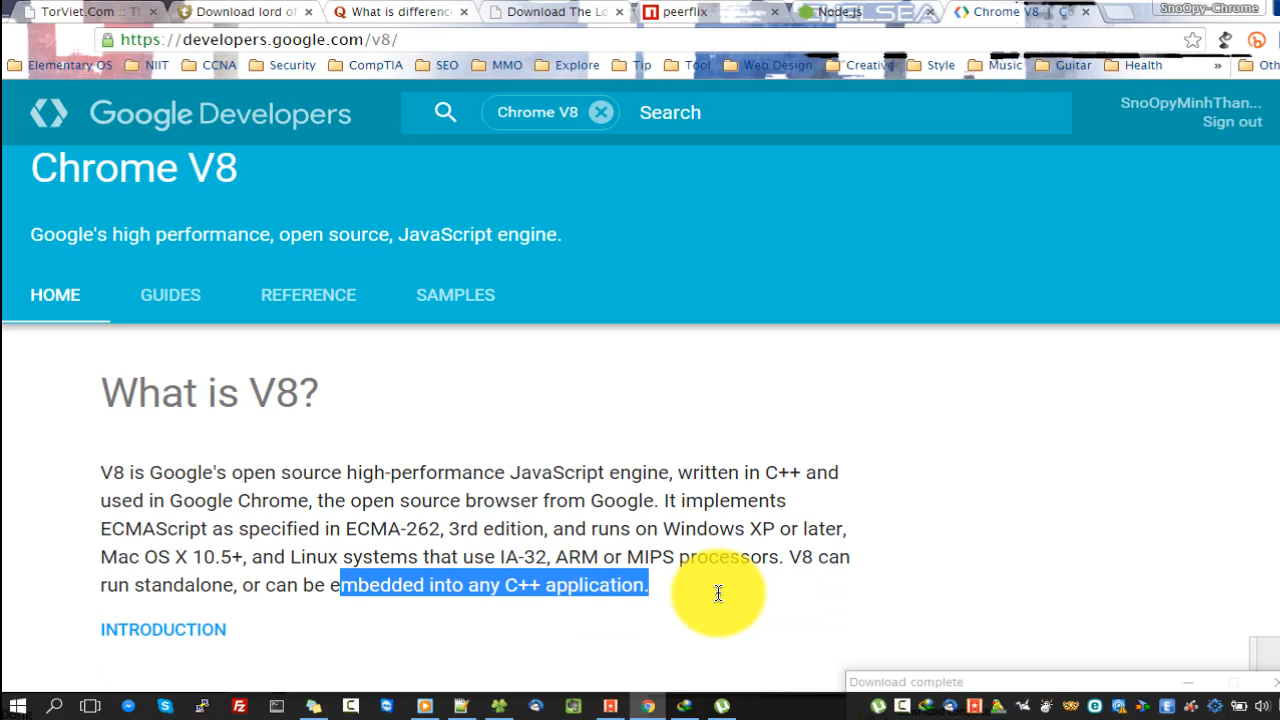 TorViet.Com :: Th
Download lord of
What is differenc
Download The Lo
peerflix
Node.js
Chrome V8
SnoOpy-Chrome
https://developers.google.com/v8/
Elementary OS
NIIT
CCNA
Security
CompTIA
SEO
MMO
Explore
Tip
Tool
Web Design
Creative
Style
Music
Guitar
Health
»
Oth
Google Developers
Chrome V8
Search
SnoOpyMinhThan...
Sign out
Chrome V8
Google's high performance, open source, JavaScript engine.
HOME
GUIDES
REFERENCE
SAMPLES
What is V8?
V8 is Google's open source high-performance JavaScript engine, written in C++ and
used in Google Chrome, the open source browser from Google. It implements
ECMAScript as specified in ECMA-262, 3rd edition, and runs on Windows XP or later,
Mac OS X 10.5+, and Linux systems that use IA-32, ARM or MIPS processors. V8 can
run standalone, or can be embedded into any C++ application.
INTRODUCTION
Download complete